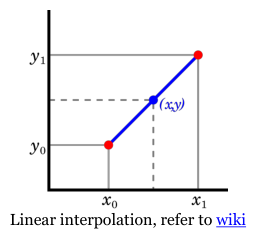 y₁
(x,y)
y₀
x₀ x₁
Linear interpolation, refer to wiki